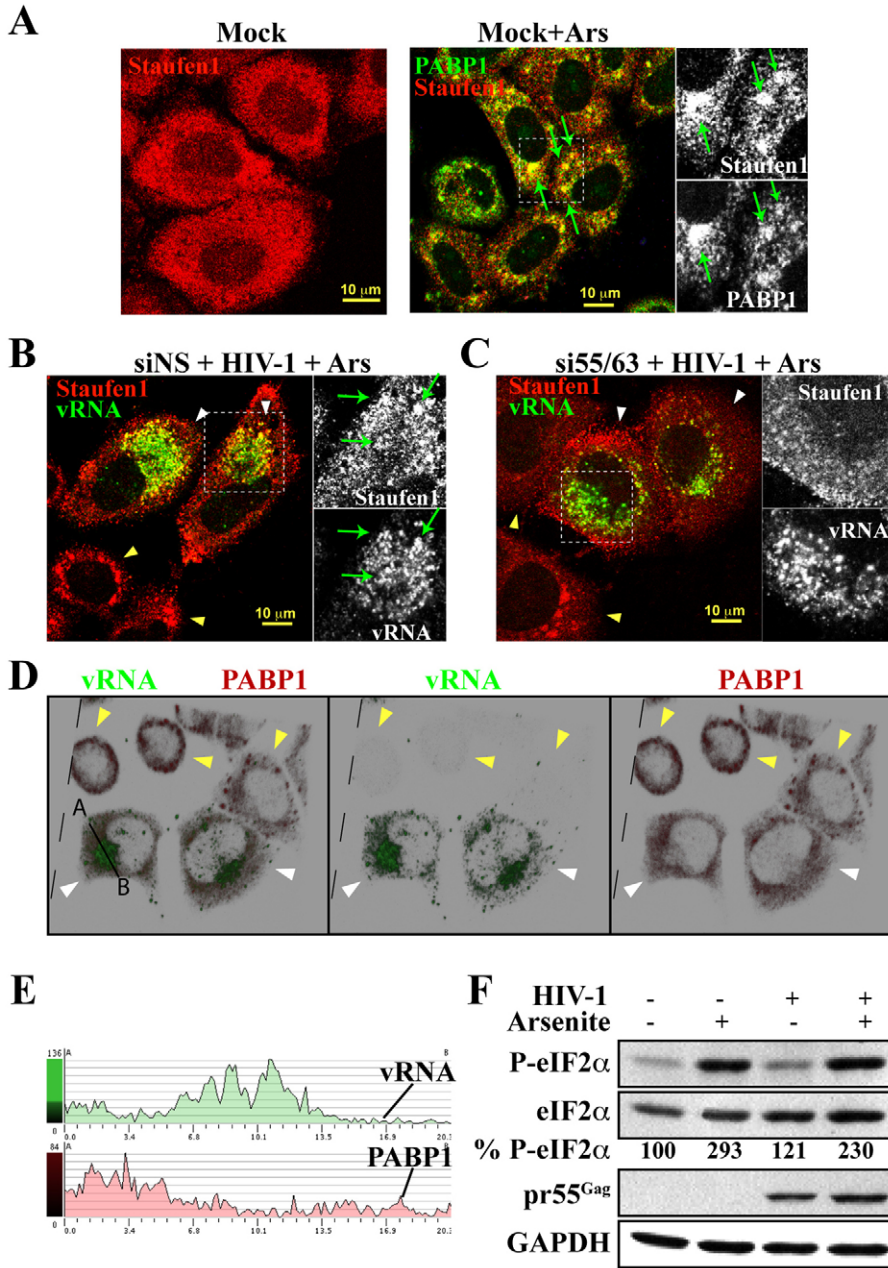 A
Mock
Mock+Ars
Staufen1
PABP1
Staufen1
Staufen1
PABP1
10 μm
10 μm
B
siNS + HIV-1 + Ars
C
si55/63 + HIV-1 + Ars
Staufen1
vRNA
Staufen1
vRNA
10 μm
Staufen1
vRNA
Staufen1
vRNA
10 μm
D
vRNA PABP1
vRNA
PABP1
A
B
E
136
A
B
vRNA
0
0.0 3.4 6.8 10.1 13.5 16.9 20.3
84
A
B
PABP1
0
0.0 3.4 6.8 10.1 13.5 16.9 20.3
F
HIV-1 - - + +
Arsenite - + - +
P-eIF2α
eIF2α
% P-eIF2α 100 293 121 230
pr55Gag
GAPDH